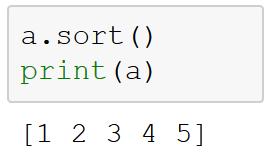 a.sort()
print(a)
[1 2 3 4 5]